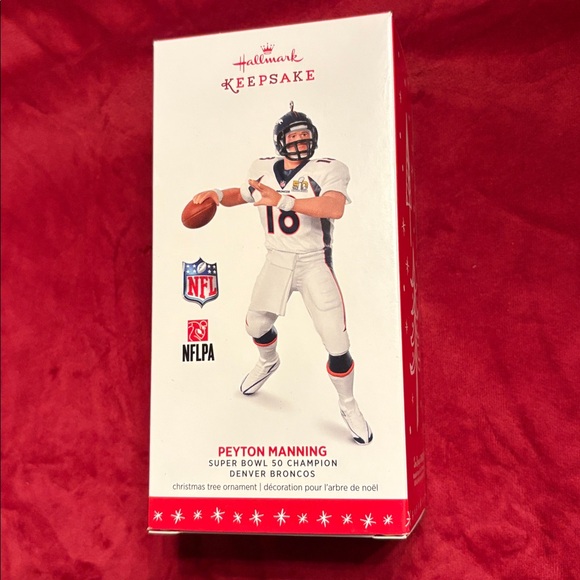 Hallmark
KEEPSAKE
18
18
NFL
NFLPA
PEYTON MANNING
SUPER BOWL 50 CHAMPION
DENVER BRONCOS
christmas tree ornament | décoration pour l'arbre de noël